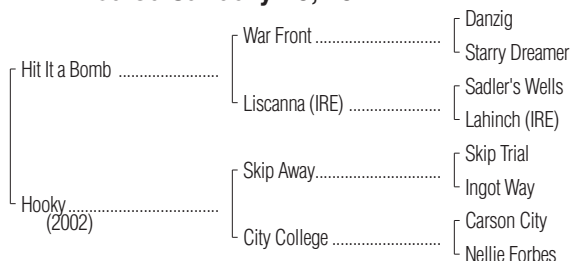 Danzig
War Front ................................
Starry Dreamer
Hit It a Bomb .........................
Sadler's Wells
Liscanna (IRE) .......................
Lahinch (IRE)
Skip Trial
Skip Away...............................
Ingot Way
Hooky......................................
(2002)
Carson City
City College ...........................
Nellie Forbes